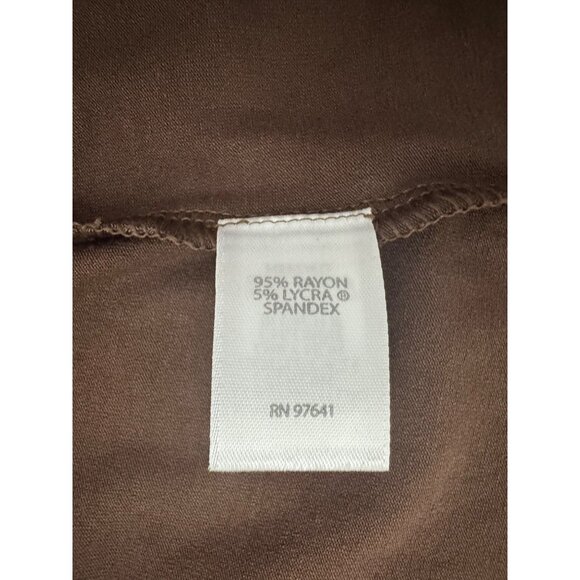 95% RAYON
5% LYCRA ®
SPANDEX
RN 97641